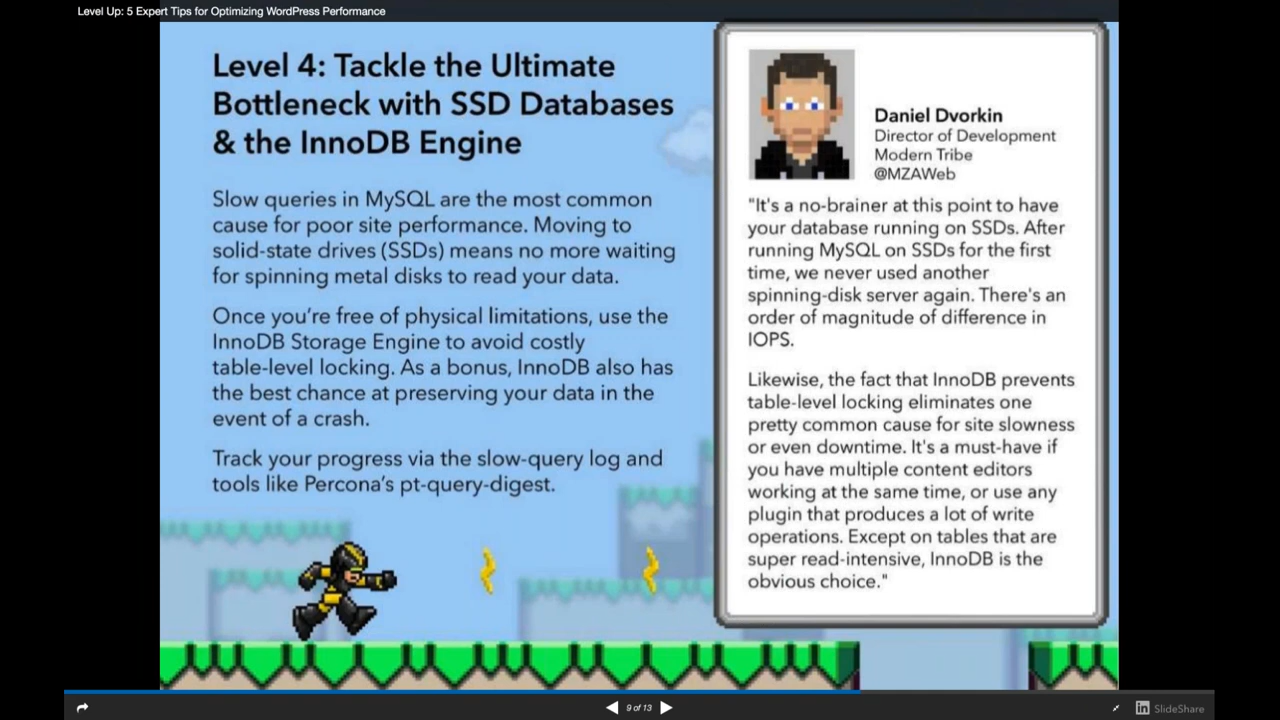 Level Up: 5 Expert Tips for Optimizing WordPress Performance
Level 4: Tackle the Ultimate
Bottleneck with SSD Databases
& the InnoDB Engine
Slow queries in MySQL are the most common
cause for poor site performance. Moving to
solid-state drives (SSDs) means no more waiting
for spinning metal disks to read your data.
Once you’re free of physical limitations, use the
InnoDB Storage Engine to avoid costly
table-level locking. As a bonus, InnoDB also has
the best chance at preserving your data in the
event of a crash.
Track your progress via the slow-query log and
tools like Percona’s pt-query-digest.
Daniel Dvorkin
Director of Development
Modern Tribe
@MZAWeb
"It's a no-brainer at this point to have
your database running on SSDs. After
running MySQL on SSDs for the first
time, we never used another
spinning-disk server again. There's an
order of magnitude of difference in
IOPS.
Likewise, the fact that InnoDB prevents
table-level locking eliminates one
pretty common cause for site slowness
or even downtime. It's a must-have if
you have multiple content editors
working at the same time, or use any
plugin that produces a lot of write
operations. Except on tables that are
super read-intensive, InnoDB is the
obvious choice."
9 of 13
in SlideShare